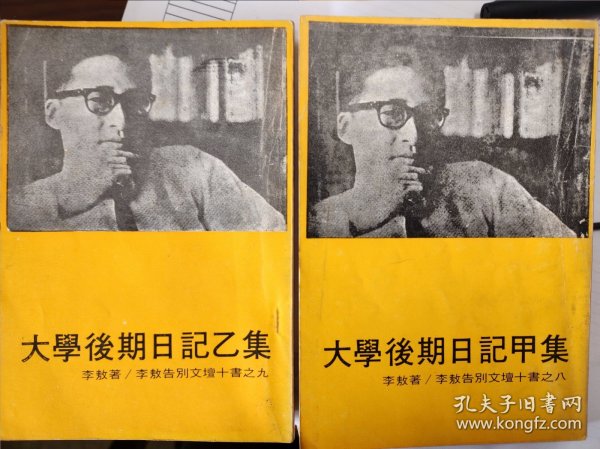 大學後期日記乙集
李敖著/李敖告別文壇十書之九
大學後期日記甲集
李敖著/李敖告別文壇十書之八
孔夫子旧书网
www.kongfz.com